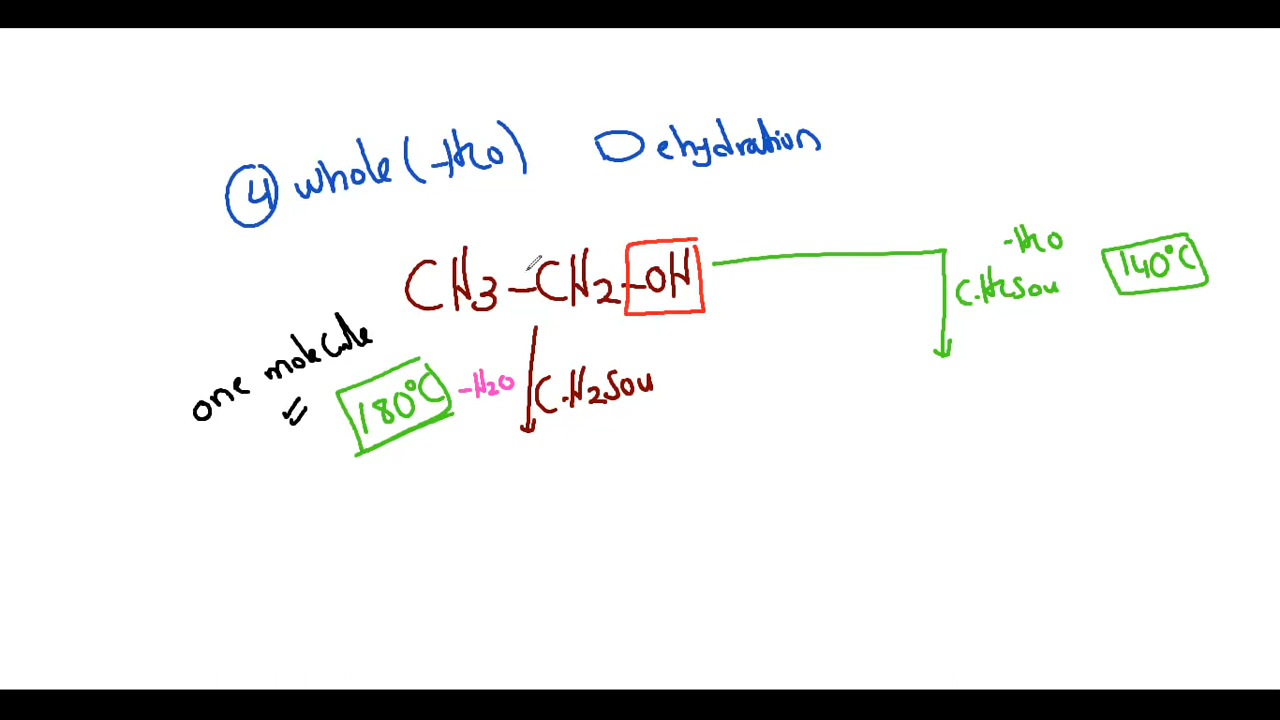 ④ whole (-H2O) Dehydration
CH3-CH2-OH
-H2O
C.H2SO4
140°C
one molecule
180°C
-H2O
C.H2SO4